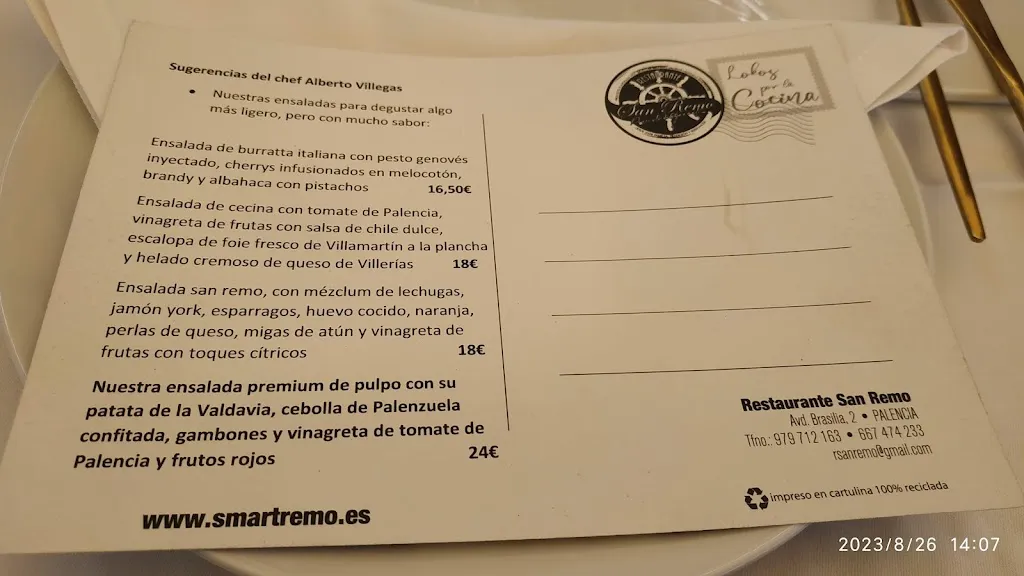 Sugerencias del chef Alberto Villegas
• Nuestras ensaladas para degustar algo
más ligero, pero con mucho sabor:
Ensalada de burratta italiana con pesto genovés
inyectado, cherrys infusionados en melocotón,
brandy y albahaca con pistachos 16,50€
Ensalada de cecina con tomate de Palencia,
vinagreta de frutas con salsa de chile dulce,
escalopa de foie fresco de Villamartín a la plancha
y helado cremoso de queso de Villerías 18€
Ensalada san remo, con mézclum de lechugas,
jamón york, esparragos, huevo cocido, naranja,
perlas de queso, migas de atún y vinagreta de
frutas con toques cítricos 18€
Nuestra ensalada premium de pulpo con su
patata de la Valdavia, cebolla de Palenzuela
confitada, gambones y vinagreta de tomate de
Palencia y frutos rojos 24€
www.smartremo.es
RESTAURANTE
San Remo
Lokos
por la
Cocina
Restaurante San Remo
Avd. Brasilia, 2 • PALENCIA
Tfno.: 979 712 163 • 667 474 233
rsanremo@gmail.com
impreso en cartulina 100% reciclada
2023/8/26 14:07